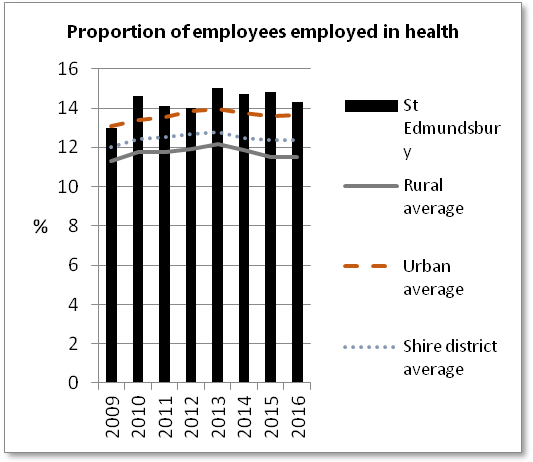 Proportion of employees employed in health
16
14
12
10
8
6
4
2
0
%
2009
2010
2011
2012
2013
2014
2015
2016
St
Edmundsbur
y
Rural
average
Urban
average
Shire district
average